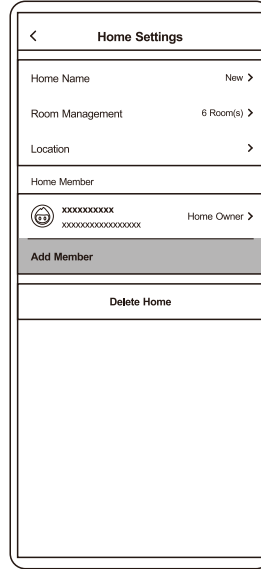 Home Settings
Home Name New
Room Management 6 Room(s)
Location
Home Member
xxxxxxxxxx
xxxxxxxxxxxxxxxxx Home Owner
Add Member
Delete Home